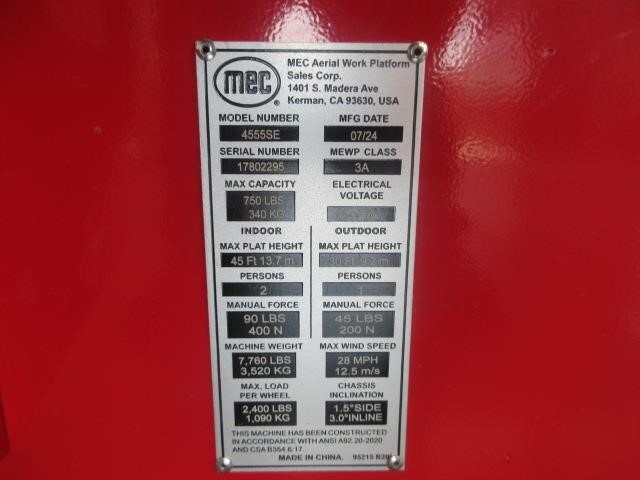 mec
®
MEC Aerial Work Platform
Sales Corp.
1401 S. Madera Ave
Kerman, CA 93630, USA
MODEL NUMBER MFG DATE
4555SE 07/24
SERIAL NUMBER MEWP CLASS
17802295 3A
MAX CAPACITY ELECTRICAL
VOLTAGE
750 LBS
340 KG
INDOOR OUTDOOR
MAX PLAT HEIGHT MAX PLAT HEIGHT
45 Ft 13.7 m 30 Ft 9.2 m
PERSONS PERSONS
2 1
MANUAL FORCE MANUAL FORCE
90 LBS 45 LBS
400 N 200 N
MACHINE WEIGHT MAX WIND SPEED
7,760 LBS 28 MPH
3,520 KG 12.5 m/s
MAX. LOAD CHASSIS
PER WHEEL INCLINATION
2,400 LBS 1.5°SIDE
1,090 KG 3.0°INLINE
THIS MACHINE HAS BEEN CONSTRUCTED
IN ACCORDANCE WITH ANSI A92.20-2020
AND CSA B354.6:17.
MADE IN CHINA. 95215